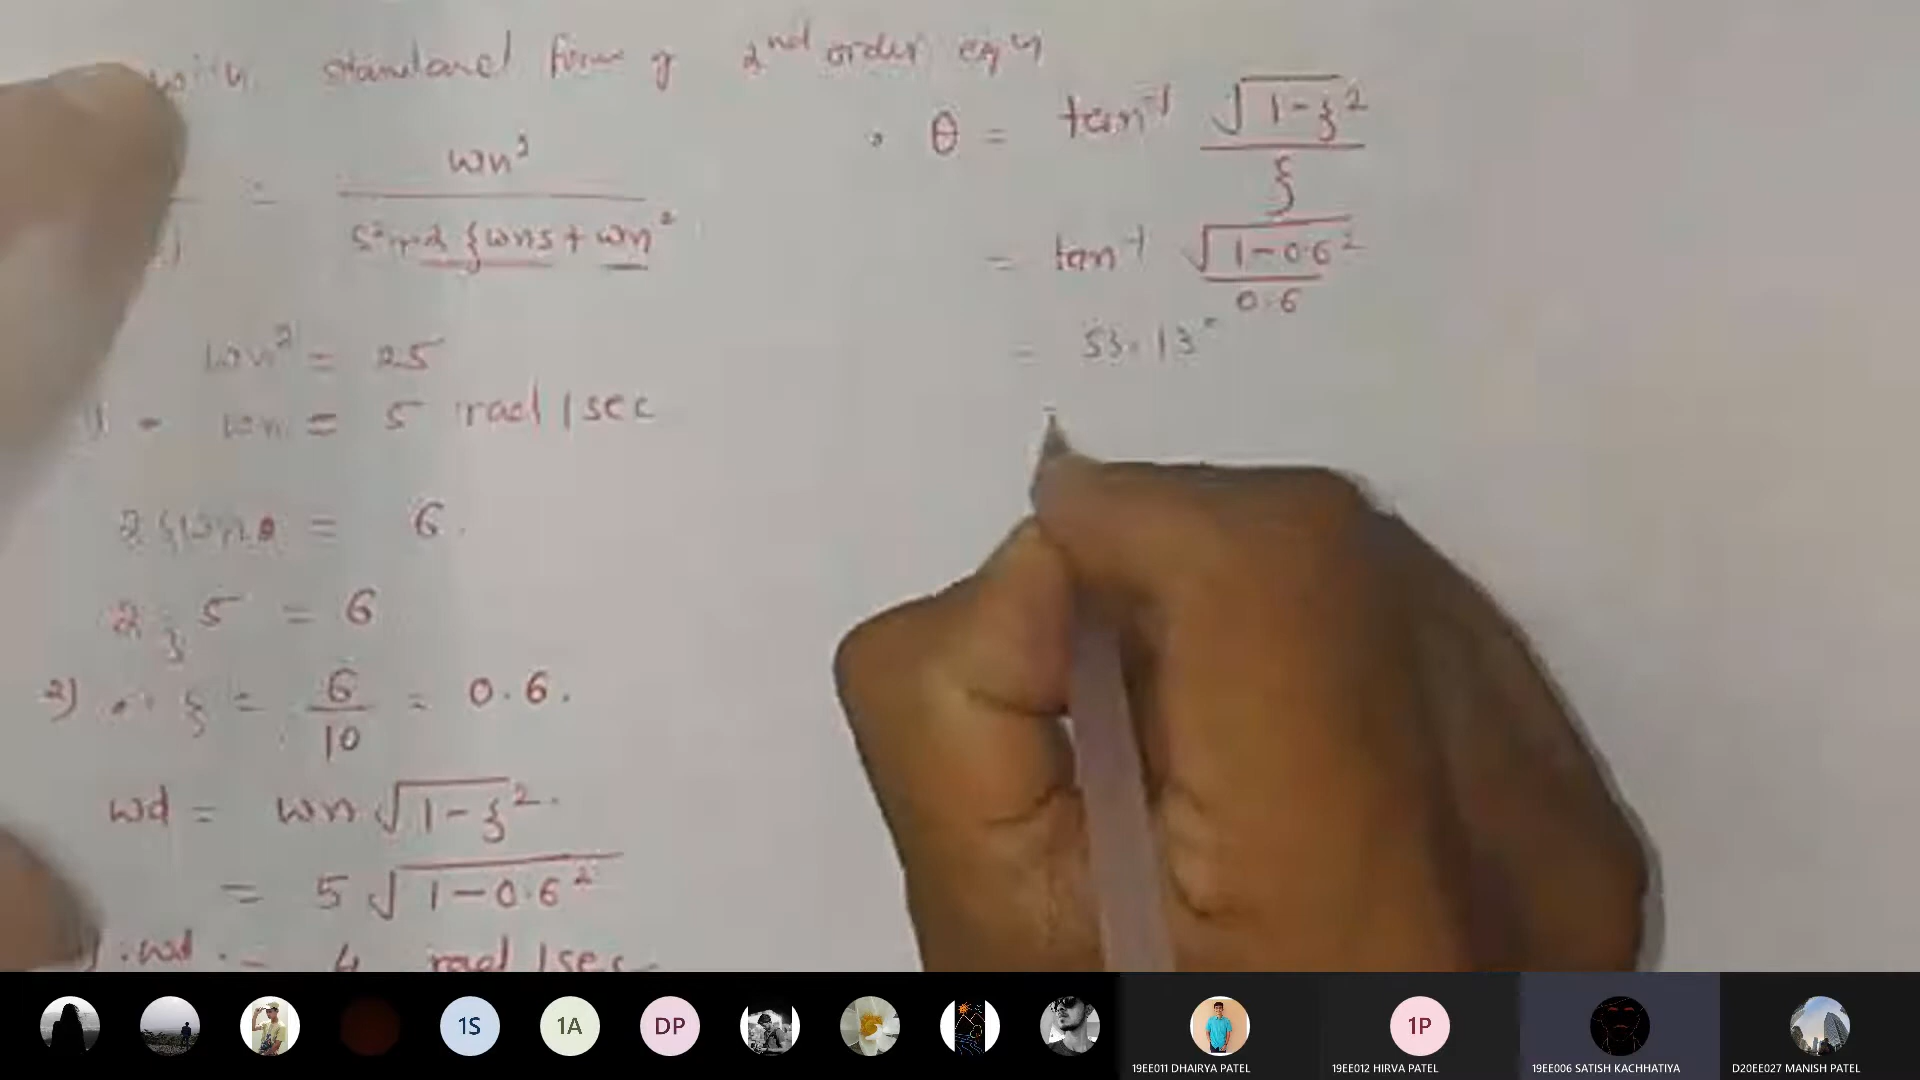 with standard form of 2nd order eqn
= ωn²
s²+2ξωns + ωn²
ωn² = 25
ωn = 5 rad/sec
2ξωn = 6.
2ξ5 = 6
2) ξ = 6/10 = 0.6.
ωd = ωn√1-ξ².
= 5√1-0.6²
ωd = 4 rad/sec
θ = tan⁻¹ √1-ξ²
ξ
= tan⁻¹ √1-0.6²
0.6
= 53.13°
1S
1A
DP
1P
19EE011 DHAIRYA PATEL
19EE012 HIRVA PATEL
19EE006 SATISH KACHHATIYA
D20EE027 MANISH PATEL